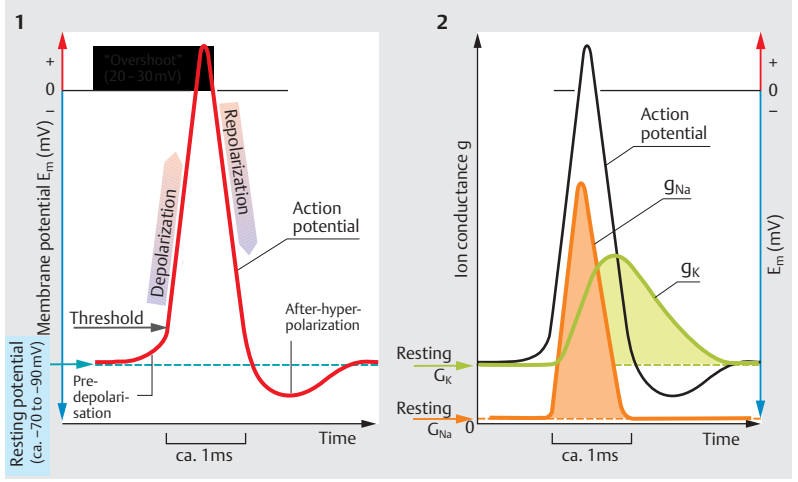 1
"Overshoot"
(20–30 mV)
+
0
–
Membrane potential Em (mV)
Depolarization
Repolarization
Action
potential
Threshold
After-hyper-
polarization
Pre-
depolari-
sation
Resting potential
(ca. –70 to –90 mV)
Time
ca. 1ms
2
+
0
–
Action
potential
gNa
gK
Ion conductance g
Em (mV)
Resting
GK
Resting
GNa
0
Time
ca. 1ms